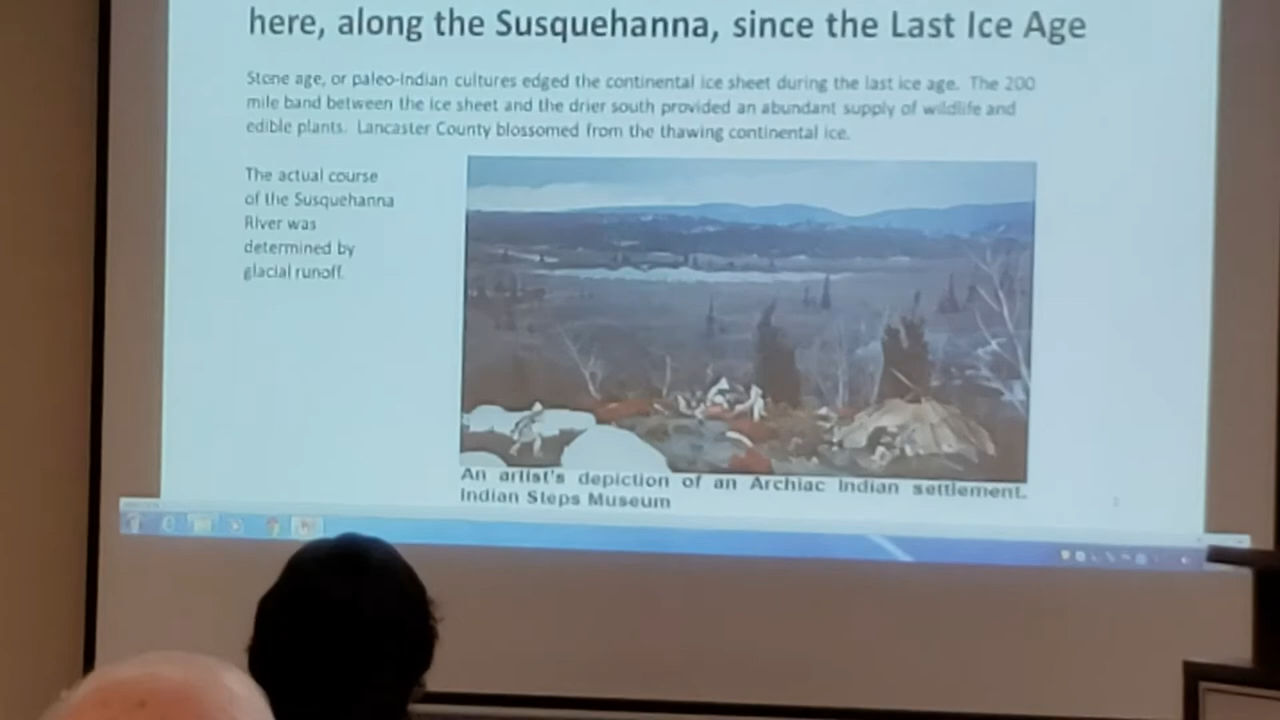 here, along the Susquehanna, since the Last Ice Age
Stone age, or paleo-Indian cultures edged the continental ice sheet during the last ice age. The 200
mile band between the ice sheet and the drier south provided an abundant supply of wildlife and
edible plants. Lancaster County blossomed from the thawing continental ice.
The actual course
of the Susquehanna
River was
determined by
glacial runoff.
An artist's depiction of an Archiac Indian settlement.
Indian Steps Museum